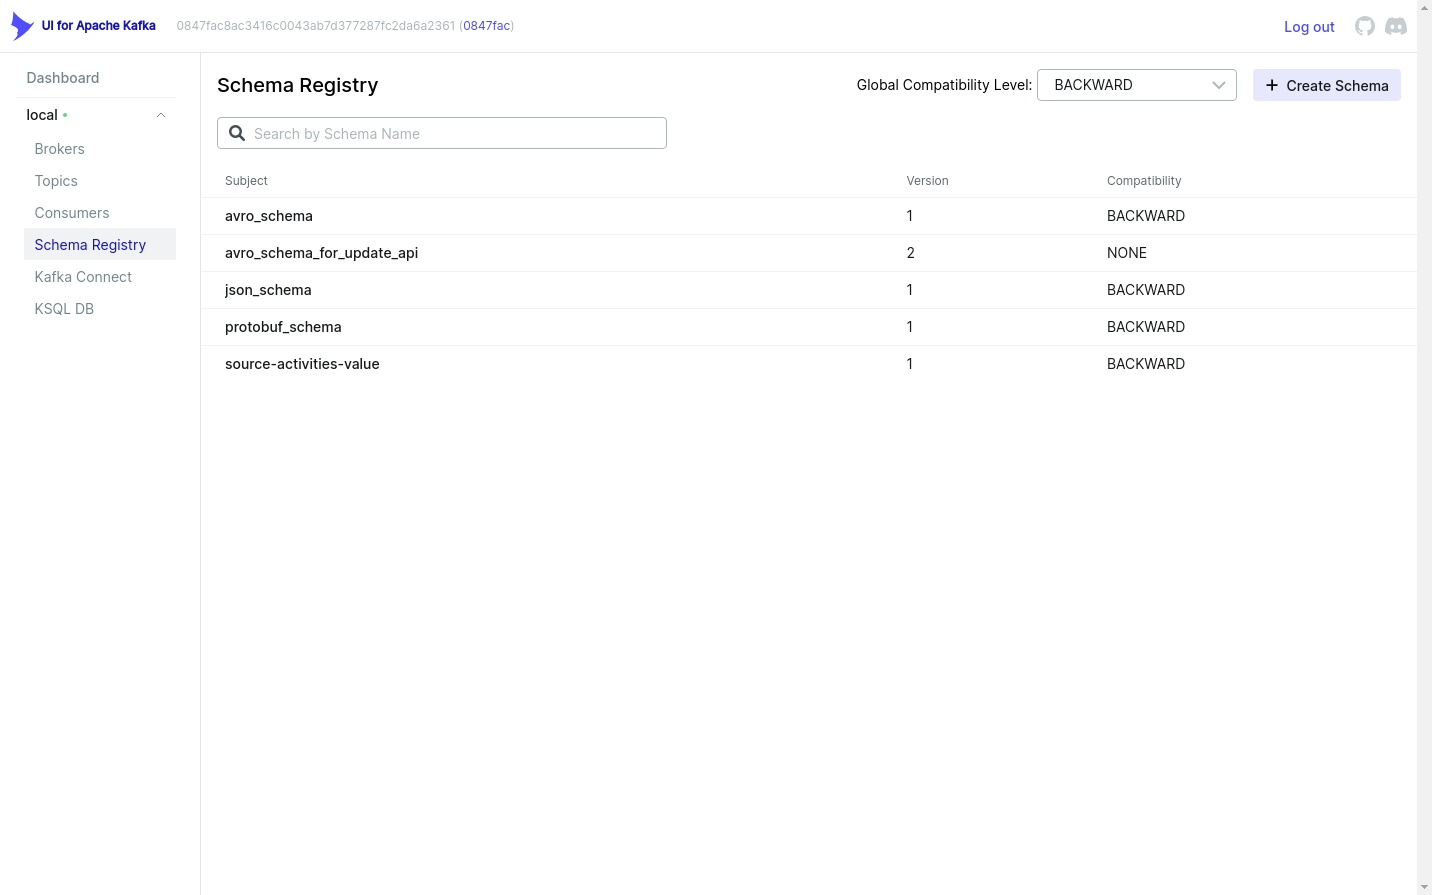 UI for Apache Kafka 0847fac8ac3416c0043ab7d377287fc2da6a2361 (0847fac) Log out
Dashboard
local
Brokers
Topics
Consumers
Schema Registry
Kafka Connect
KSQL DB
Schema Registry
Global Compatibility Level: BACKWARD
Create Schema
Search by Schema Name
Subject Version Compatibility
avro_schema 1 BACKWARD
avro_schema_for_update_api 2 NONE
json_schema 1 BACKWARD
protobuf_schema 1 BACKWARD
source-activities-value 1 BACKWARD